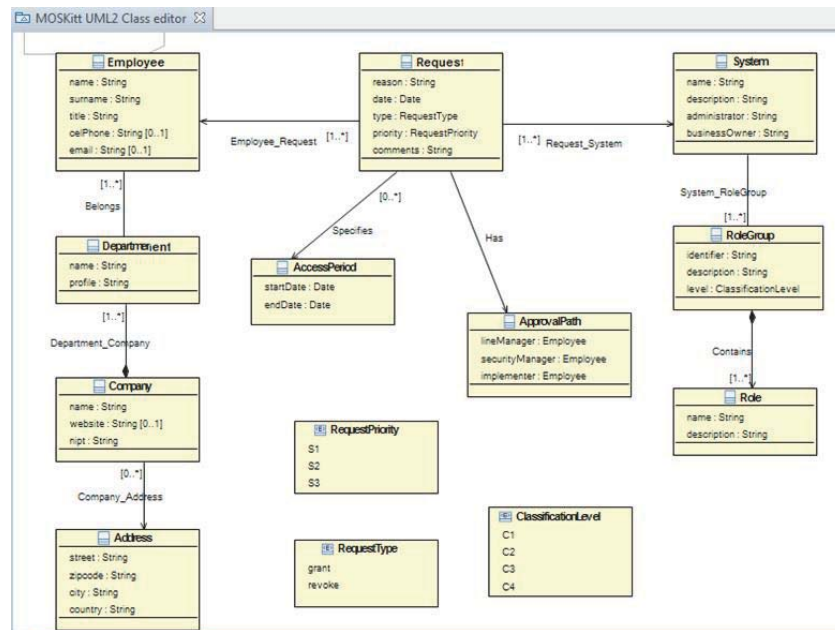 MOSKitt UML2 Class editor
Employee
name : String
surname : String
title : String
celPhone : String [0..1]
email : String [0..1]
Request
reason : String
date : Date
type : RequestType
priority : RequestPriority
comments : String
System
name : String
description : String
administrator : String
businessOwner : String
Employee_Request
[1..*]
[1..*]
Request_System
[1..*]
Belongs
[0..*]
Specifies
Has
System_RoleGroup
[1..*]
Department
name : String
profile : String
AccessPeriod
startDate : Date
endDate : Date
RoleGroup
identifier : String
description : String
level : ClassificationLevel
ApprovalPath
lineManager : Employee
securityManager : Employee
implementer : Employee
[1..*]
Department_Company
Contains
[1..*]
Company
name : String
website : String [0..1]
nipt : String
Role
name : String
description : String
RequestPriority
S1
S2
S3
[0..*]
Company_Address
Address
street : String
zipcode : String
city : String
country : String
RequestType
grant
revoke
ClassificationLevel
C1
C2
C3
C4